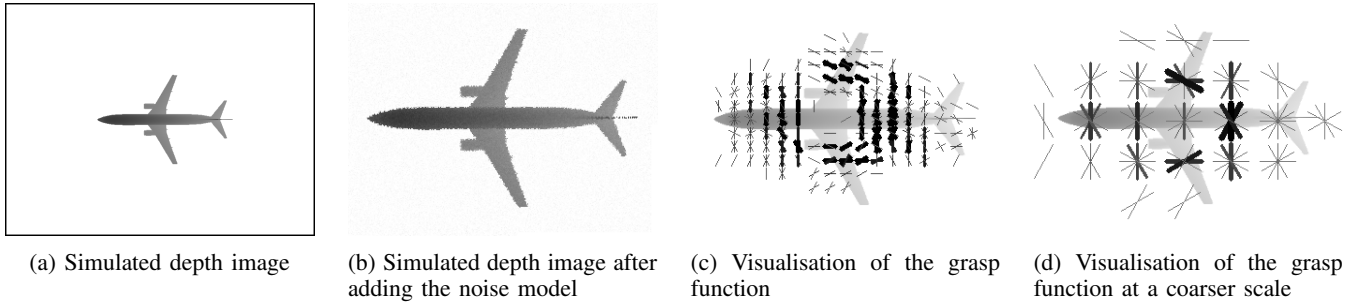 (a) Simulated depth image
(b) Simulated depth image after
adding the noise model
(c) Visualisation of the grasp
function
(d) Visualisation of the grasp
function at a coarser scale